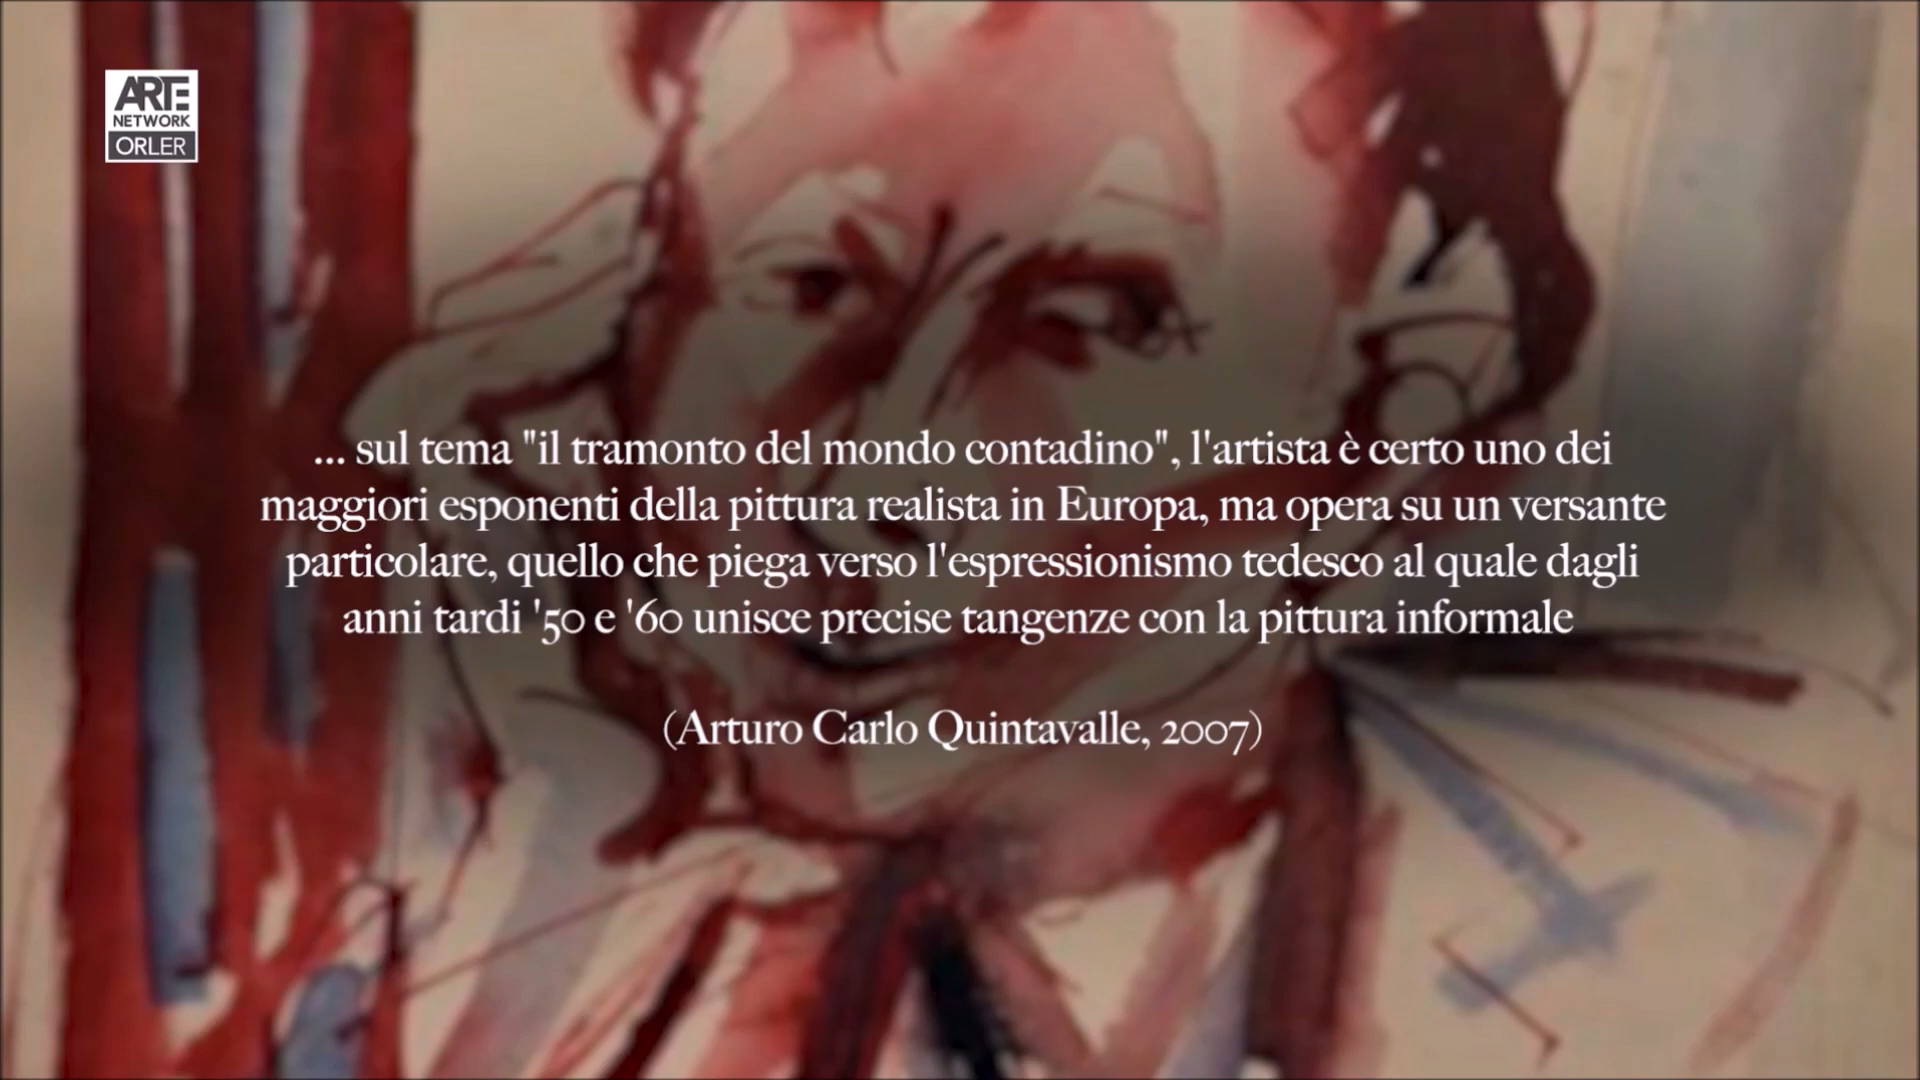 ARTE
NETWORK
ORLER
... sul tema "il tramonto del mondo contadino", l'artista è certo uno dei
maggiori esponenti della pittura realista in Europa, ma opera su un versante
particolare, quello che piega verso l'espressionismo tedesco al quale dagli
anni tardi '50 e '60 unisce precise tangenze con la pittura informale
(Arturo Carlo Quintavalle, 2007)